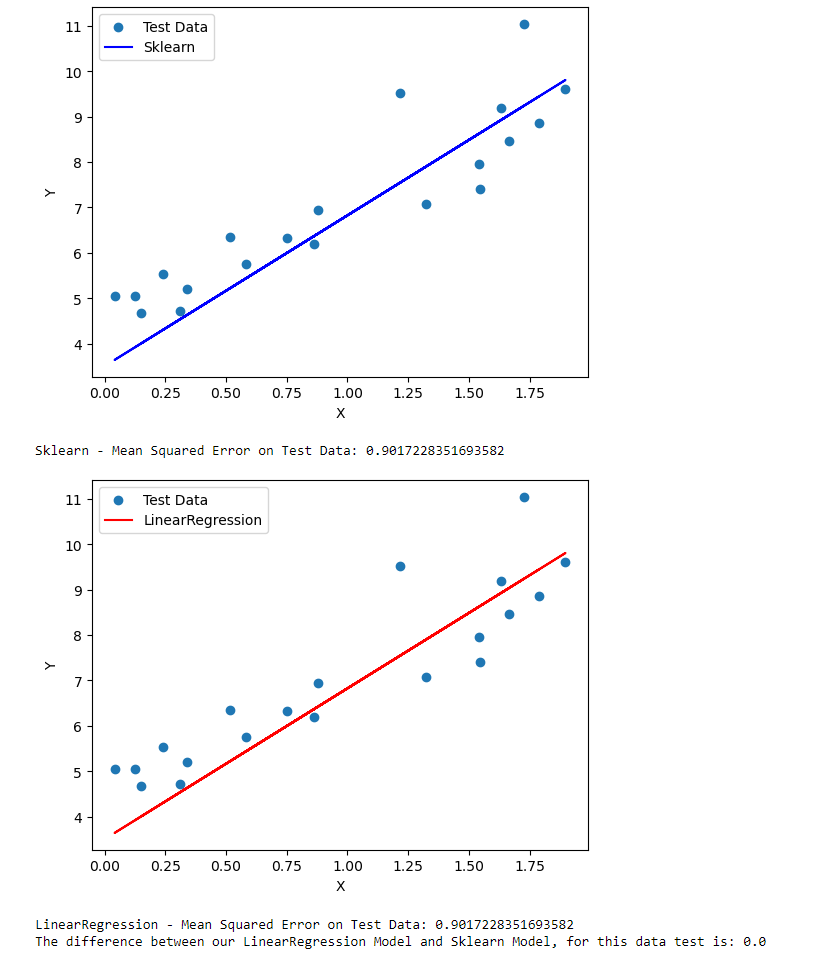 Test Data
Sklearn
11
10
9
8
7
6
5
4
Y
0.00 0.25 0.50 0.75 1.00 1.25 1.50 1.75
X
Sklearn - Mean Squared Error on Test Data: 0.9017228351693582
Test Data
LinearRegression
11
10
9
8
7
6
5
4
Y
0.00 0.25 0.50 0.75 1.00 1.25 1.50 1.75
X
LinearRegression - Mean Squared Error on Test Data: 0.9017228351693582
The difference between our LinearRegression Model and Sklearn Model, for this data test is: 0.0